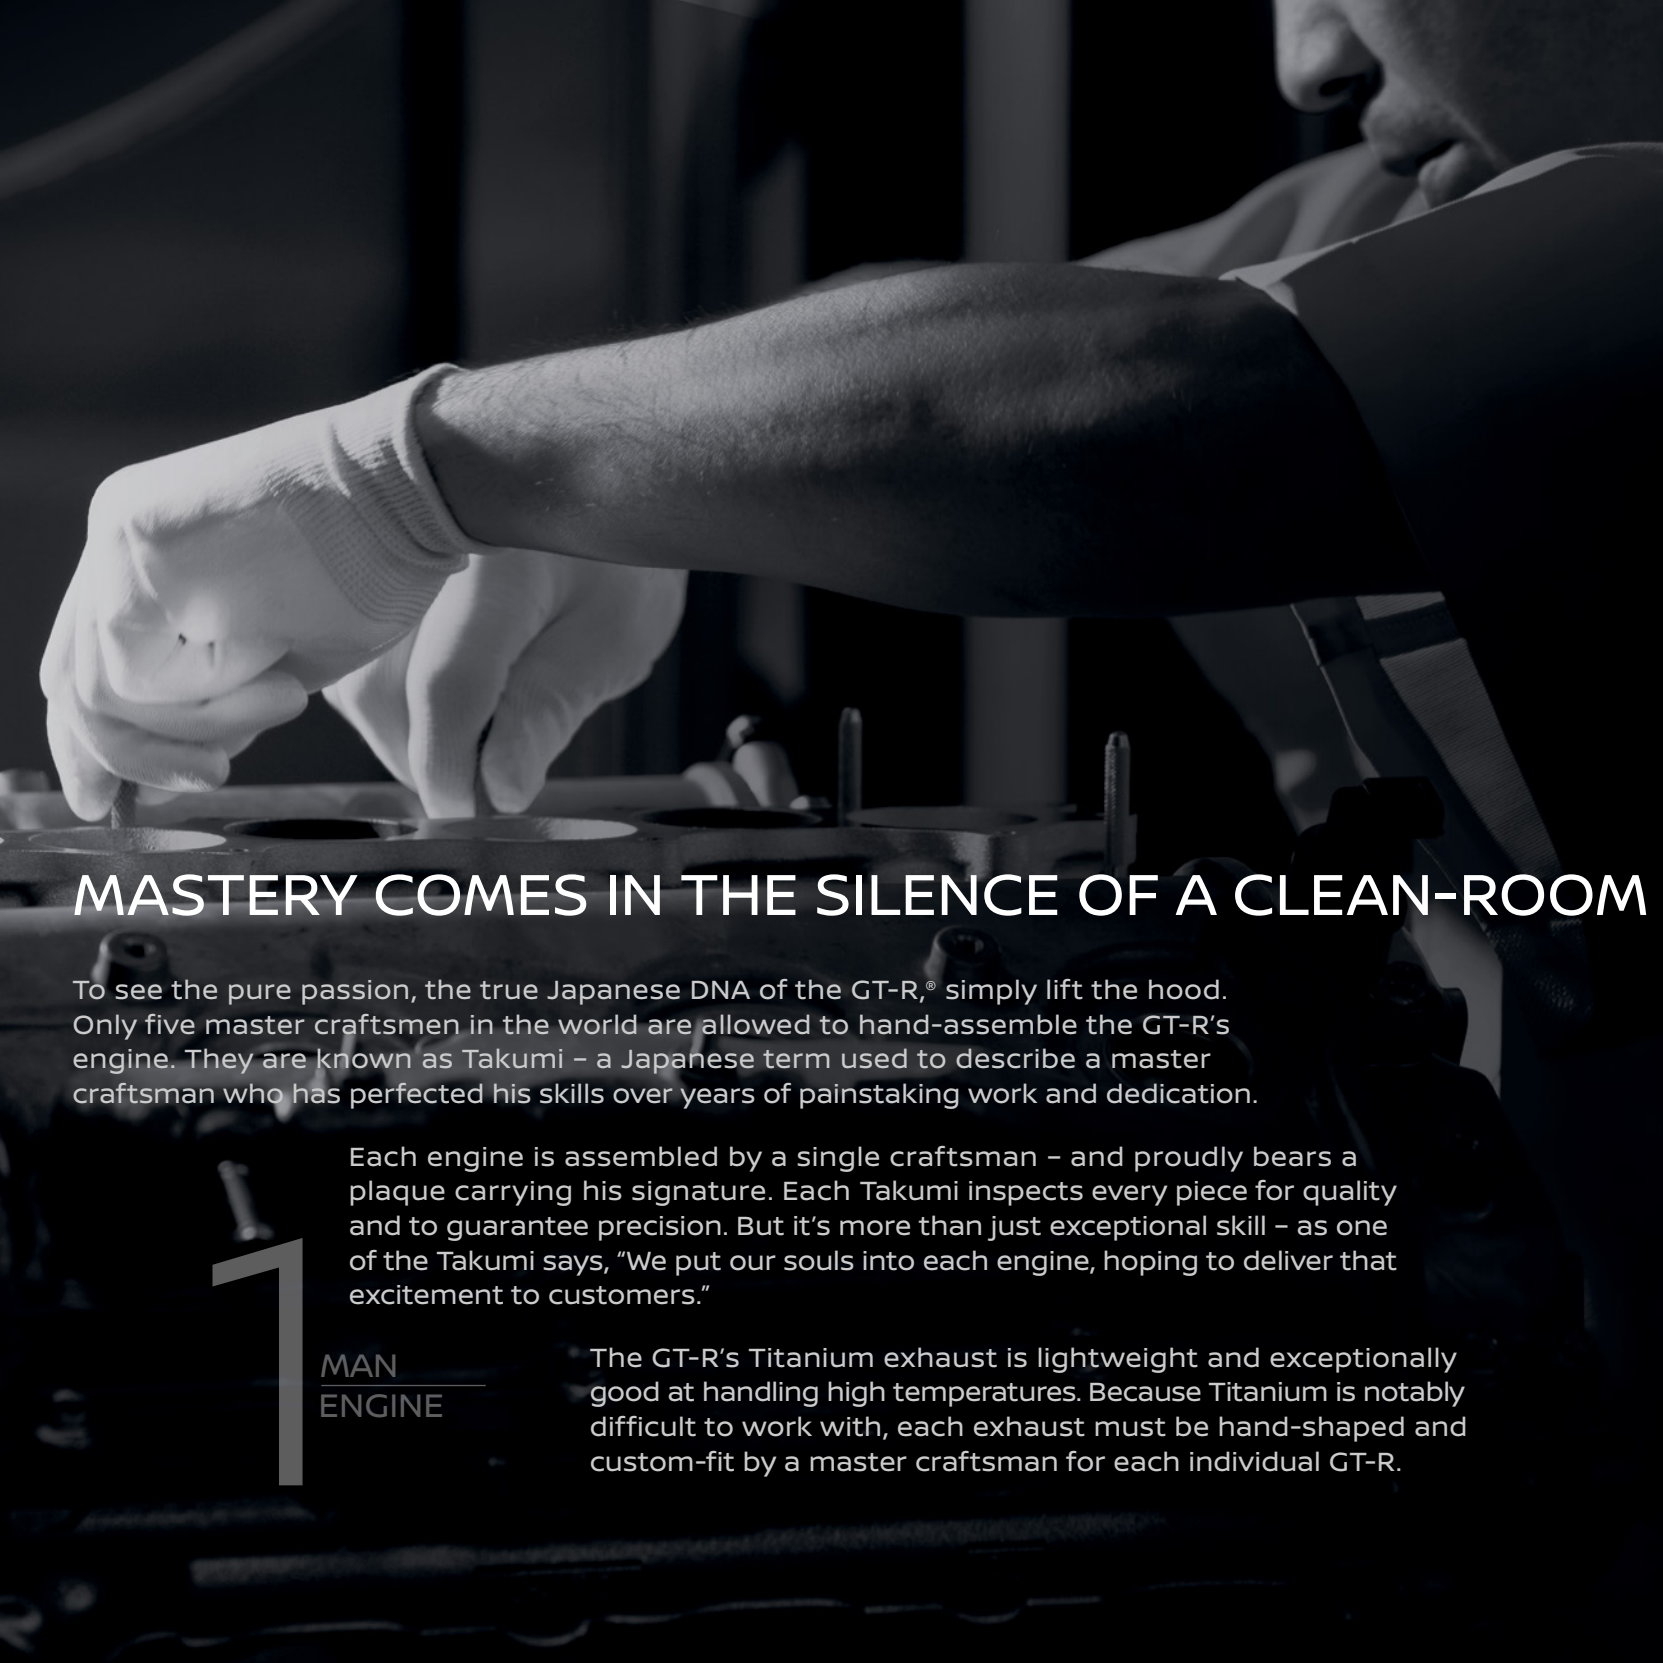 MASTERY COMES IN THE SILENCE OF A CLEAN-ROOM
To see the pure passion, the true Japanese DNA of the GT-R,® simply lift the hood.
Only five master craftsmen in the world are allowed to hand-assemble the GT-R’s
engine. They are known as Takumi – a Japanese term used to describe a master
craftsman who has perfected his skills over years of painstaking work and dedication.
Each engine is assembled by a single craftsman – and proudly bears a
plaque carrying his signature. Each Takumi inspects every piece for quality
and to guarantee precision. But it’s more than just exceptional skill – as one
of the Takumi says, “We put our souls into each engine, hoping to deliver that
excitement to customers.”
1
MAN
ENGINE
The GT-R’s Titanium exhaust is lightweight and exceptionally
good at handling high temperatures. Because Titanium is notably
difficult to work with, each exhaust must be hand-shaped and
custom-fit by a master craftsman for each individual GT-R.